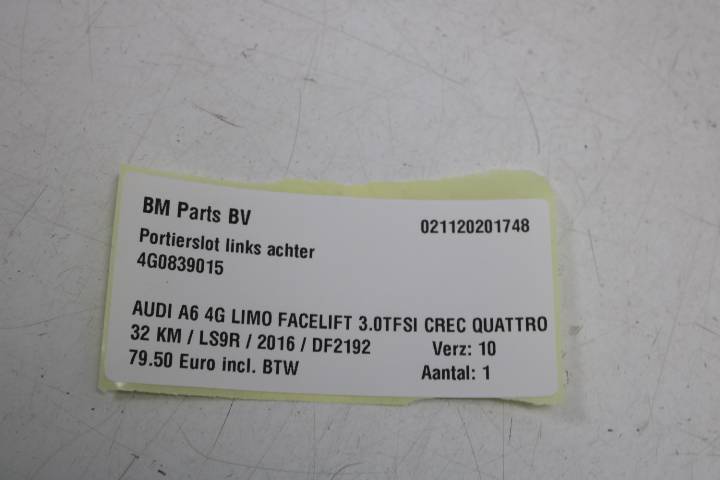 BM Parts BV 021120201748
Portierslot links achter
4G0839015
AUDI A6 4G LIMO FACELIFT 3.0TFSI CREC QUATTRO
32 KM / LS9R / 2016 / DF2192 Verz: 10
79.50 Euro incl. BTW Aantal: 1